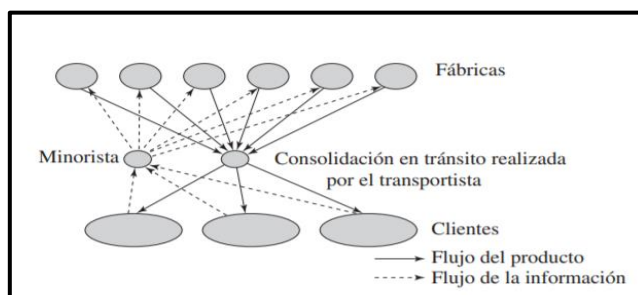 Fábricas
Minorista
Consolidación en tránsito realizada
por el transportista
Clientes
Flujo del producto
Flujo de la información